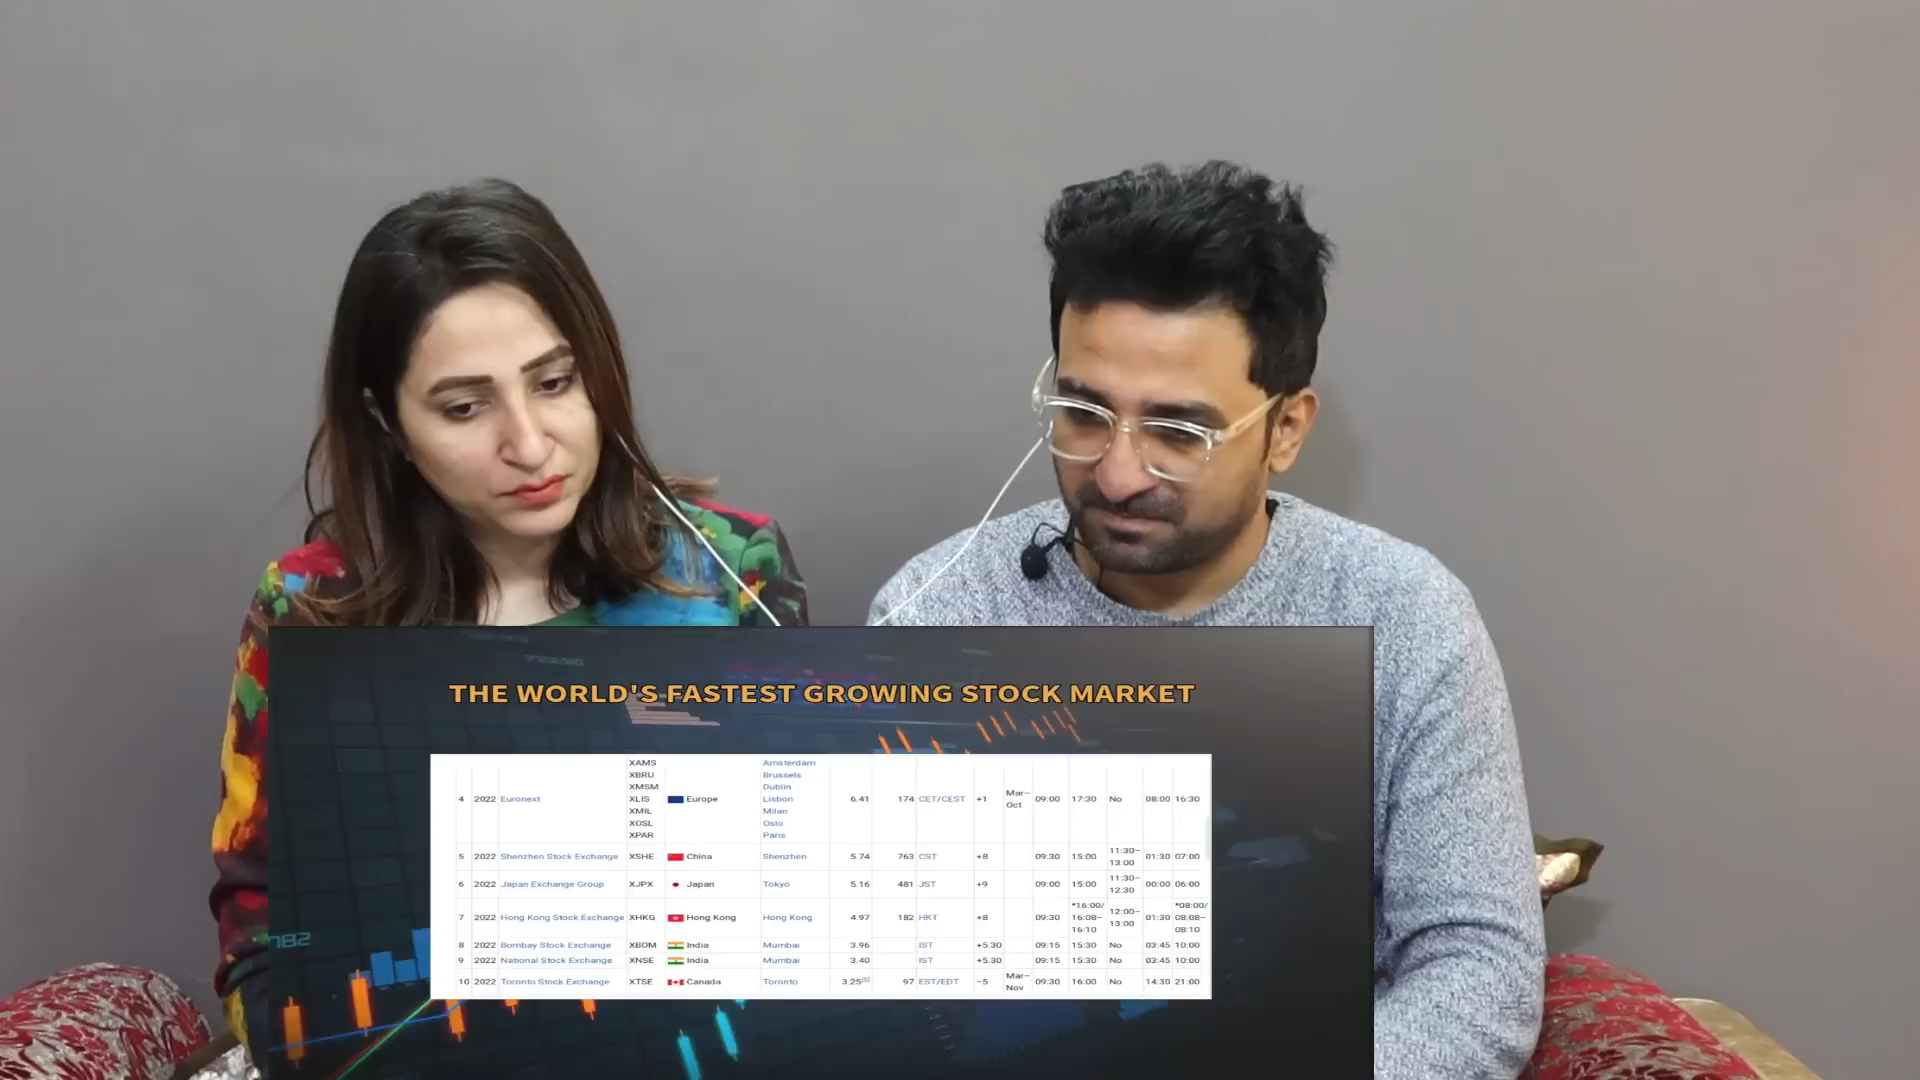 THE WORLD'S FASTEST GROWING STOCK MARKET
XAMS Amsterdam
XBRU Brussels
XMSM Dublin
4 2022 Euronext XLIS Europe Lisbon 6.41 174 CET/CEST +1 Mar–Oct 09:00 17:30 No 08:00 16:30
XMIL Milan
XOSL Oslo
XPAR Paris
5 2022 Shenzhen Stock Exchange XSHE China Shenzhen 5.74 763 CST +8 09:30 15:00 11:30–13:00 01:30 07:00
6 2022 Japan Exchange Group XJPX Japan Tokyo 5.16 481 JST +9 09:00 15:00 11:30–12:30 00:00 06:00
7 2022 Hong Kong Stock Exchange XHKG Hong Kong Hong Kong 4.97 182 HKT +8 09:30 *16:00/16:08–16:10 12:00–13:00 01:30 *08:00/08:08–08:10
8 2022 Bombay Stock Exchange XBOM India Mumbai 3.96 IST +5.30 09:15 15:30 No 03:45 10:00
9 2022 National Stock Exchange XNSE India Mumbai 3.40 IST +5.30 09:15 15:30 No 03:45 10:00
10 2022 Toronto Stock Exchange XTSE Canada Toronto 3.25[5] 97 EST/EDT −5 Mar–Nov 09:30 16:00 No 14:30 21:00